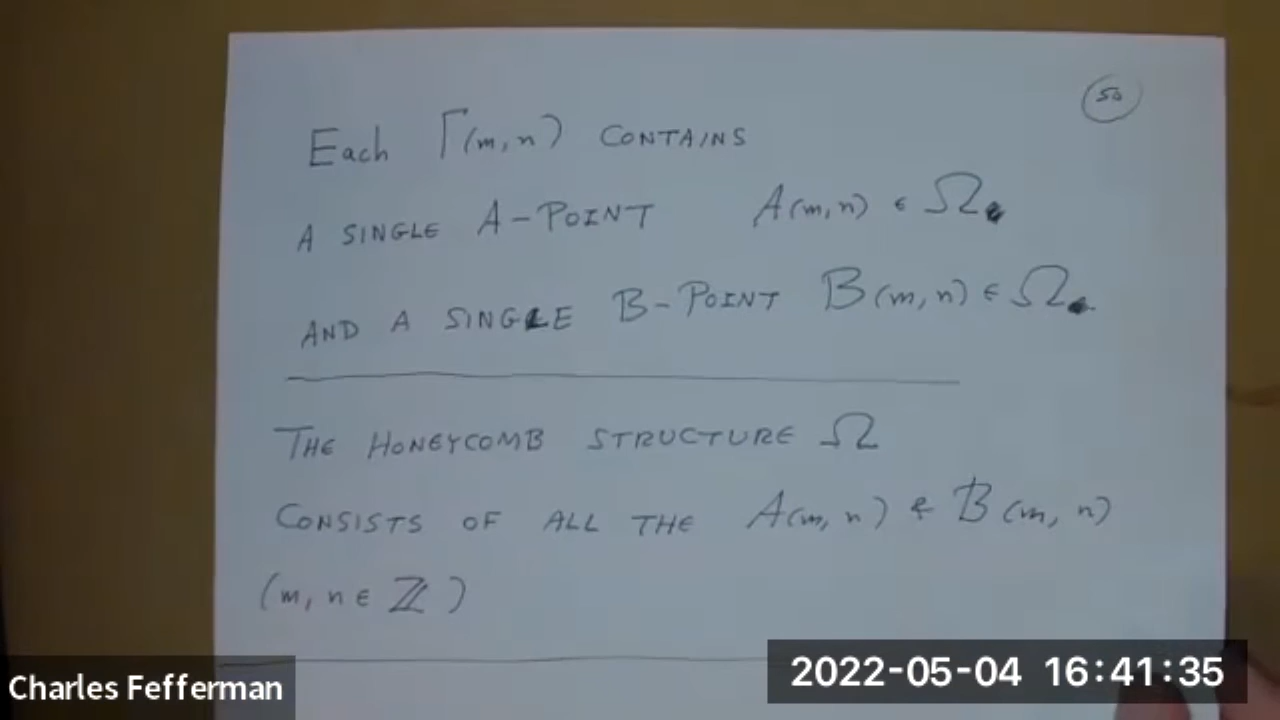 50
Each Γ(m, n) CONTAINS
A SINGLE A-POINT A(m, n) ∈ Ω
AND A SINGLE B-POINT B(m, n) ∈ Ω
THE HONEYCOMB STRUCTURE Ω
CONSISTS OF ALL THE A(m, n) & B(m, n)
(m, n ∈ ℤ)
Charles Fefferman
2022-05-04 16:41:35